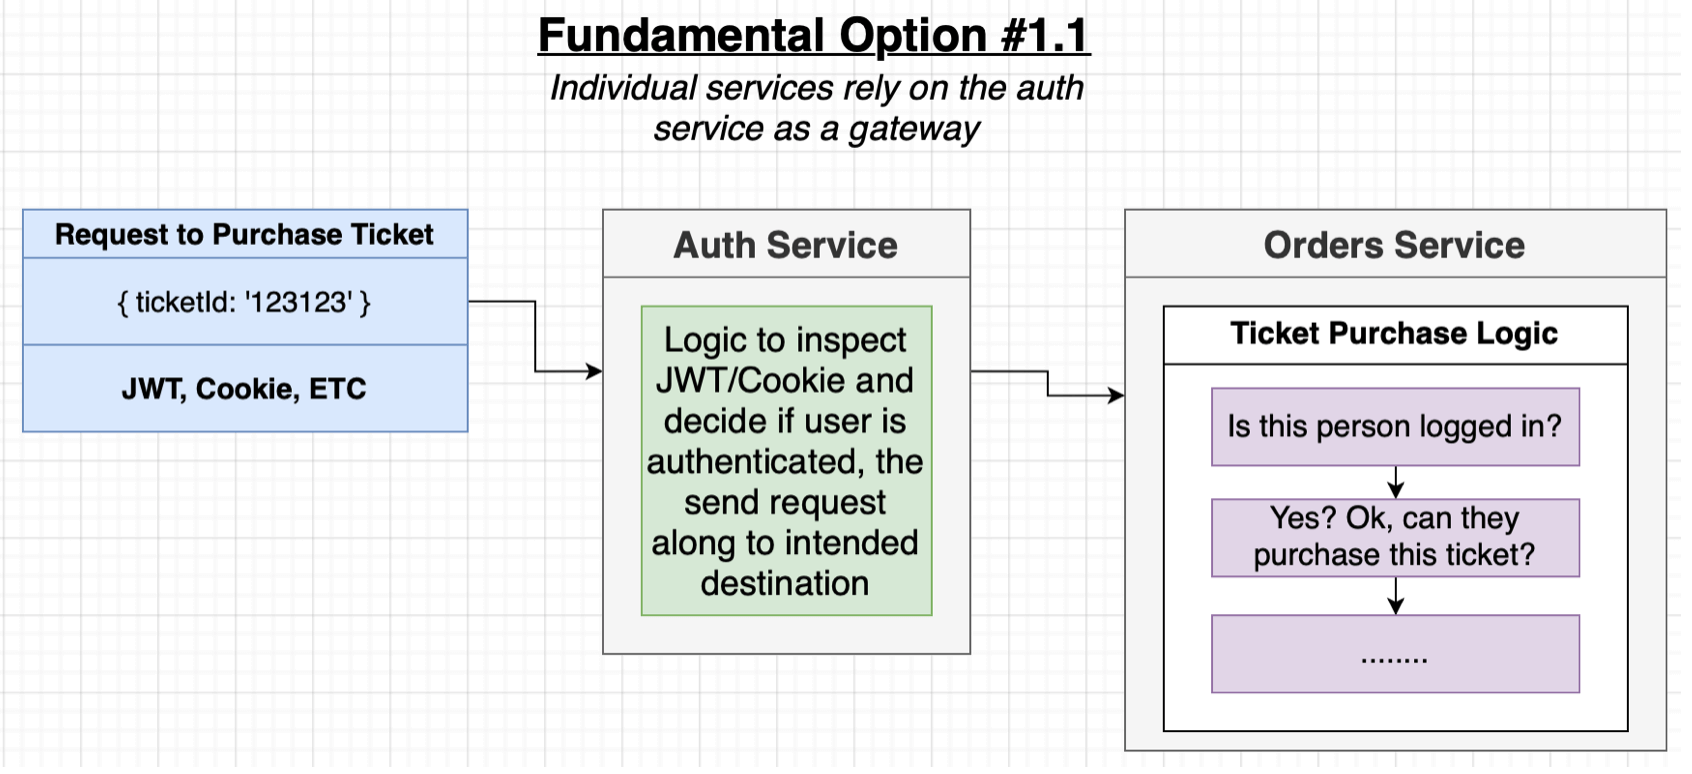 Fundamental Option #1.1
Individual services rely on the auth
service as a gateway
Request to Purchase Ticket
{ ticketId: '123123' }
JWT, Cookie, ETC
Auth Service
Logic to inspect
JWT/Cookie and
decide if user is
authenticated, the
send request
along to intended
destination
Orders Service
Ticket Purchase Logic
Is this person logged in?
Yes? Ok, can they
purchase this ticket?
........